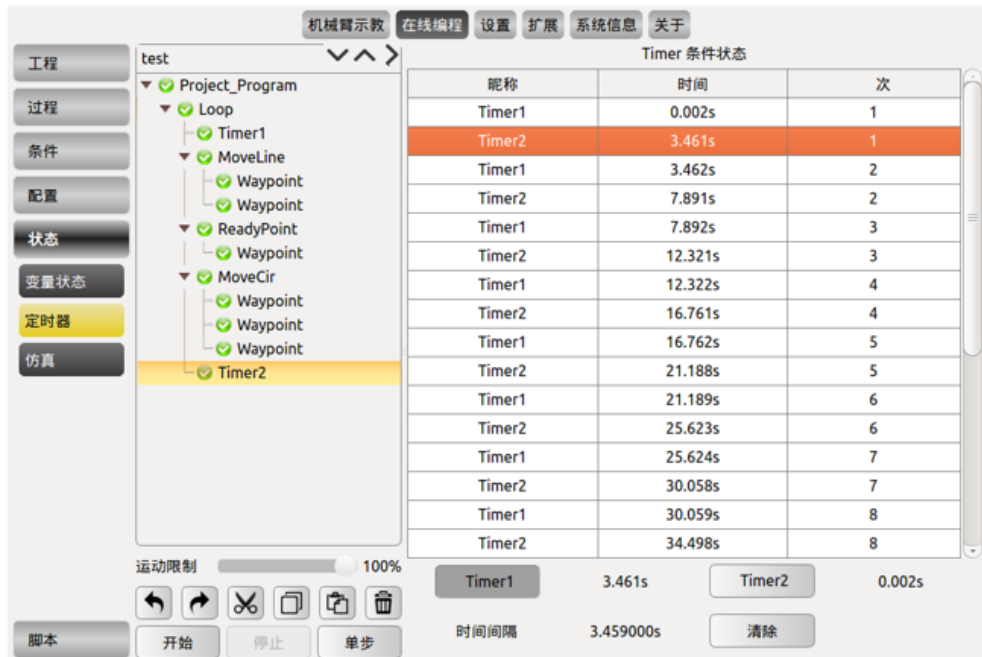 机械臂示教 在线编程 设置 扩展 系统信息 关于
工程
过程
条件
配置
状态
变量状态
定时器
仿真
脚本
test
Project_Program
Loop
Timer1
MoveLine
Waypoint
Waypoint
ReadyPoint
Waypoint
MoveCir
Waypoint
Waypoint
Waypoint
Timer2
运动限制 100%
开始 停止 单步
Timer 条件状态
昵称 时间 次
Timer1 0.002s 1
Timer2 3.461s 1
Timer1 3.462s 2
Timer2 7.891s 2
Timer1 7.892s 3
Timer2 12.321s 3
Timer1 12.322s 4
Timer2 16.761s 4
Timer1 16.762s 5
Timer2 21.188s 5
Timer1 21.189s 6
Timer2 25.623s 6
Timer1 25.624s 7
Timer2 30.058s 7
Timer1 30.059s 8
Timer2 34.498s 8
Timer1 3.461s Timer2 0.002s
时间间隔 3.459000s 清除